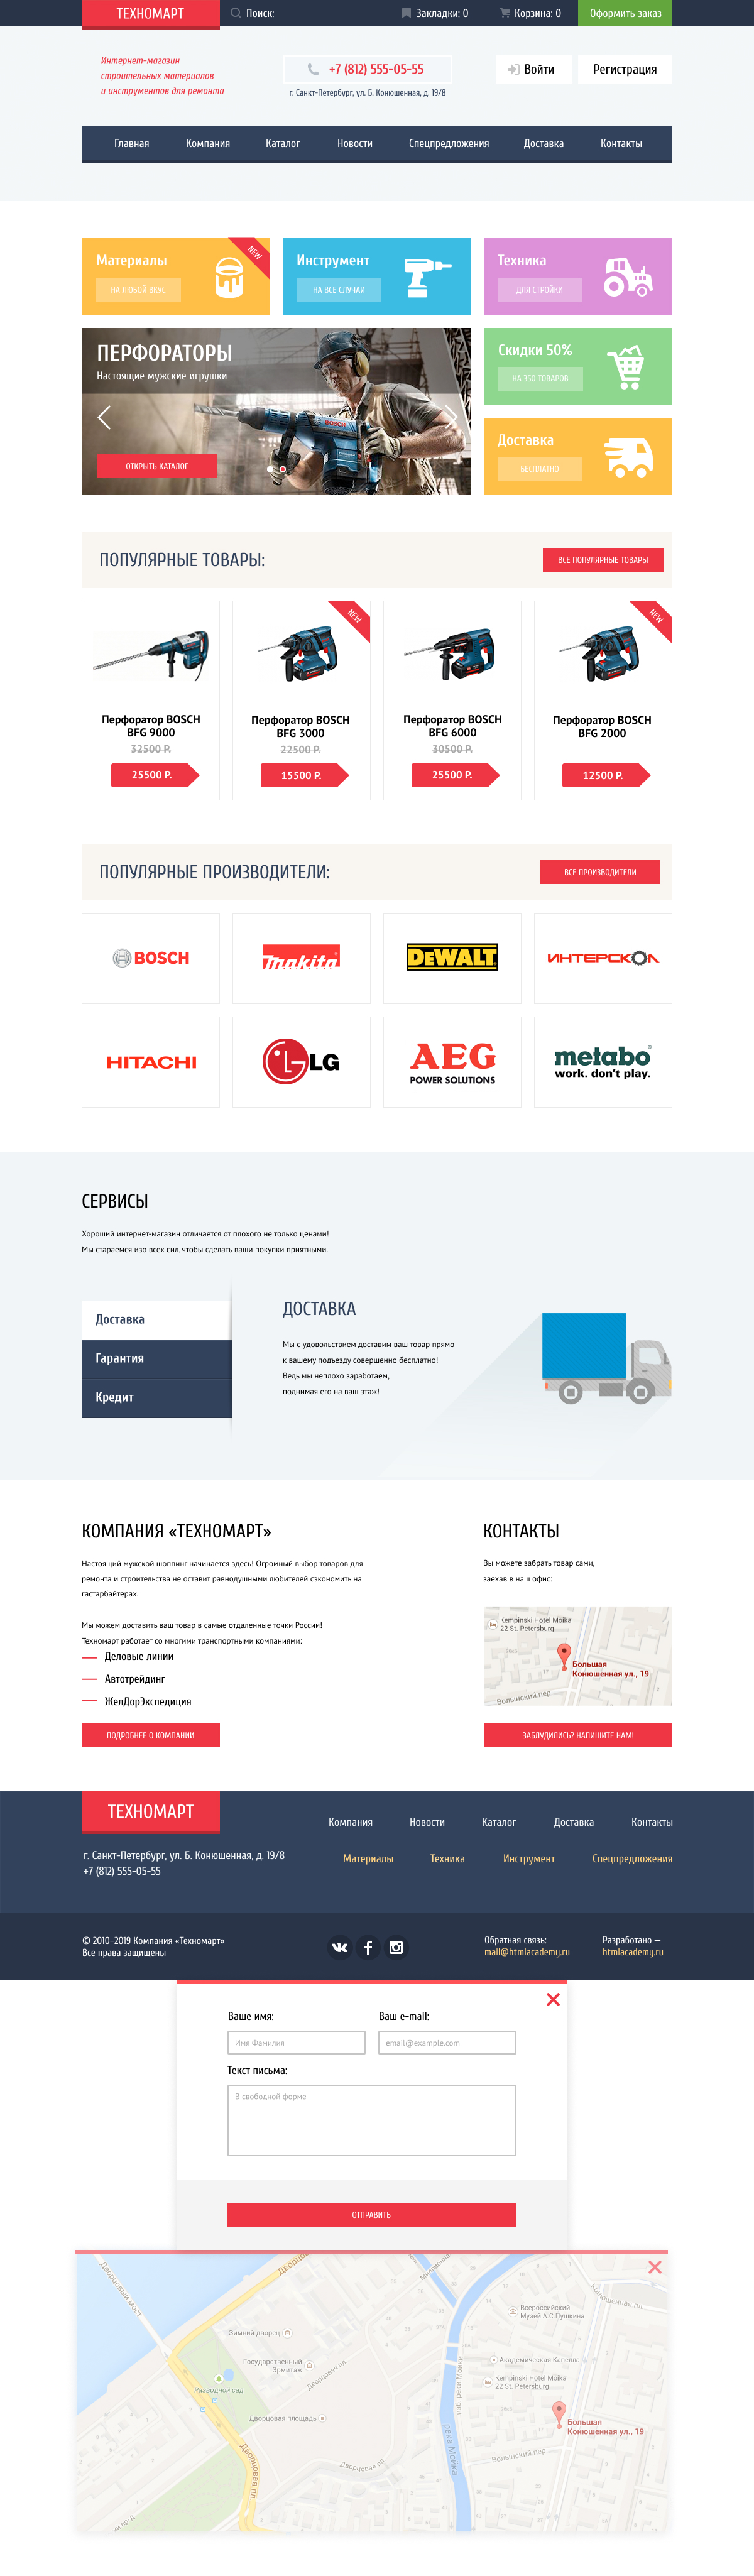 ТЕХНОМАРТ
Поиск:
Закладки: 0
Корзина: 0
Оформить заказ
Интернет-магазин
строительных материалов
и инструментов для ремонта
+7 (812) 555-05-55
г. Санкт-Петербург, ул. Б. Конюшенная, д. 19/8
Войти
Регистрация
Главная
Компания
Каталог
Новости
Спецпредложения
Доставка
Контакты
Материалы
НА ЛЮБОЙ ВКУС
NEW
Инструмент
НА ВСЕ СЛУЧАИ
Техника
ДЛЯ СТРОЙКИ
ПЕРФОРАТОРЫ
Настоящие мужские игрушки
BOSCH
ОТКРЫТЬ КАТАЛОГ
Скидки 50%
НА 350 ТОВАРОВ
Доставка
БЕСПЛАТНО
ПОПУЛЯРНЫЕ ТОВАРЫ:
ВСЕ ПОПУЛЯРНЫЕ ТОВАРЫ
Перфоратор BOSCH
BFG 9000
32500 Р.
25500 Р.
NEW
Перфоратор BOSCH
BFG 3000
22500 Р.
15500 Р.
Перфоратор BOSCH
BFG 6000
30500 Р.
25500 Р.
NEW
Перфоратор BOSCH
BFG 2000
12500 Р.
ПОПУЛЯРНЫЕ ПРОИЗВОДИТЕЛИ:
ВСЕ ПРОИЗВОДИТЕЛИ
BOSCH
makita
DEWALT
ИНТЕРСКОЛ
HITACHI
LG
AEG
POWER SOLUTIONS
metabo
work. don't play.
СЕРВИСЫ
Хороший интернет-магазин отличается от плохого не только ценами!
Мы стараемся изо всех сил, чтобы сделать ваши покупки приятными.
Доставка
Гарантия
Кредит
ДОСТАВКА
Мы с удовольствием доставим ваш товар прямо
к вашему подъезду совершенно бесплатно!
Ведь мы неплохо заработаем,
поднимая его на ваш этаж!
КОМПАНИЯ «ТЕХНОМАРТ»
Настоящий мужской шоппинг начинается здесь! Огромный выбор товаров для
ремонта и строительства не оставит равнодушными любителей сэкономить на
гастарбайтерах.
Мы можем доставить ваш товар в самые отдаленные точки России!
Техномарт работает со многими транспортными компаниями:
Деловые линии
Автотрейдинг
ЖелДорЭкспедиция
ПОДРОБНЕЕ О КОМПАНИИ
КОНТАКТЫ
Вы можете забрать товар сами,
заехав в наш офис:
Kempinski Hotel Moika
22 St. Petersburg
Большая
Конюшенная ул., 19
Волынский пер
ЗАБЛУДИЛИСЬ? НАПИШИТЕ НАМ!
ТЕХНОМАРТ
г. Санкт-Петербург, ул. Б. Конюшенная, д. 19/8
+7 (812) 555-05-55
Компания
Новости
Каталог
Доставка
Контакты
Материалы
Техника
Инструмент
Спецпредложения
© 2010–2019 Компания «Техномарт»
Все права защищены
Обратная связь:
mail@htmlacademy.ru
Разработано —
htmlacademy.ru
Ваше имя:
Имя Фамилия
Ваш e-mail:
email@example.com
Текст письма:
В свободной форме
ОТПРАВИТЬ
Дворцовый мост
Дворцовая
Конюшенная пл.
Всероссийский
Музей А.С.Пушкина
Зимний дворец
Государственный
Эрмитаж
Дворцовая пл.
Академическая Капелла
Kempinski Hotel Moika
22 St. Petersburg
Разводной сад
наб. реки Мойки
Большая
Конюшенная ул., 19
Дворцовая площадь
река Мойка
Волынский пер.
Дворцовая пл.
Дворцовая пл.